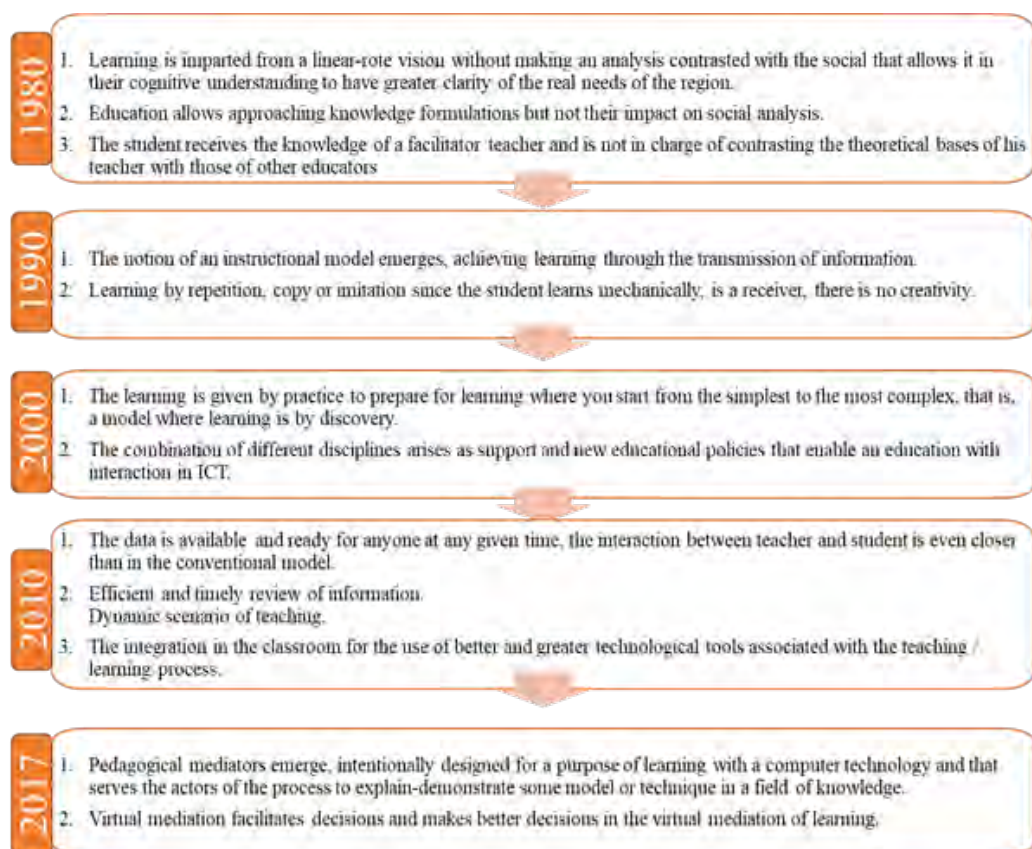 1980
1. Learning is imparted from a linear-rote vision without making an analysis contrasted with the social that allows it in
their cognitive understanding to have greater clarity of the real needs of the region.
2. Education allows approaching knowledge formulations but not their impact on social analysis.
3. The student receives the knowledge of a facilitator teacher and is not in charge of contrasting the theoretical bases of his
teacher with those of other educators
1990
1. The notion of an instructional model emerges, achieving learning through the transmission of information.
2. Learning by repetition, copy or imitation since the student learns mechanically, is a receiver, there is no creativity.
2000
1. The learning is given by practice to prepare for learning where you start from the simplest to the most complex, that is,
a model where learning is by discovery.
2. The combination of different disciplines arises as support and new educational policies that enable an education with
interaction in ICT.
2010
1. The data is available and ready for anyone at any given time, the interaction between teacher and student is even closer
than in the conventional model.
2. Efficient and timely review of information.
Dynamic scenario of teaching.
3. The integration in the classroom for the use of better and greater technological tools associated with the teaching /
learning process.
2017
1. Pedagogical mediators emerge, intentionally designed for a purpose of learning with a computer technology and that
serves the actors of the process to explain-demonstrate some model or technique in a field of knowledge.
2. Virtual mediation facilitates decisions and makes better decisions in the virtual mediation of learning.